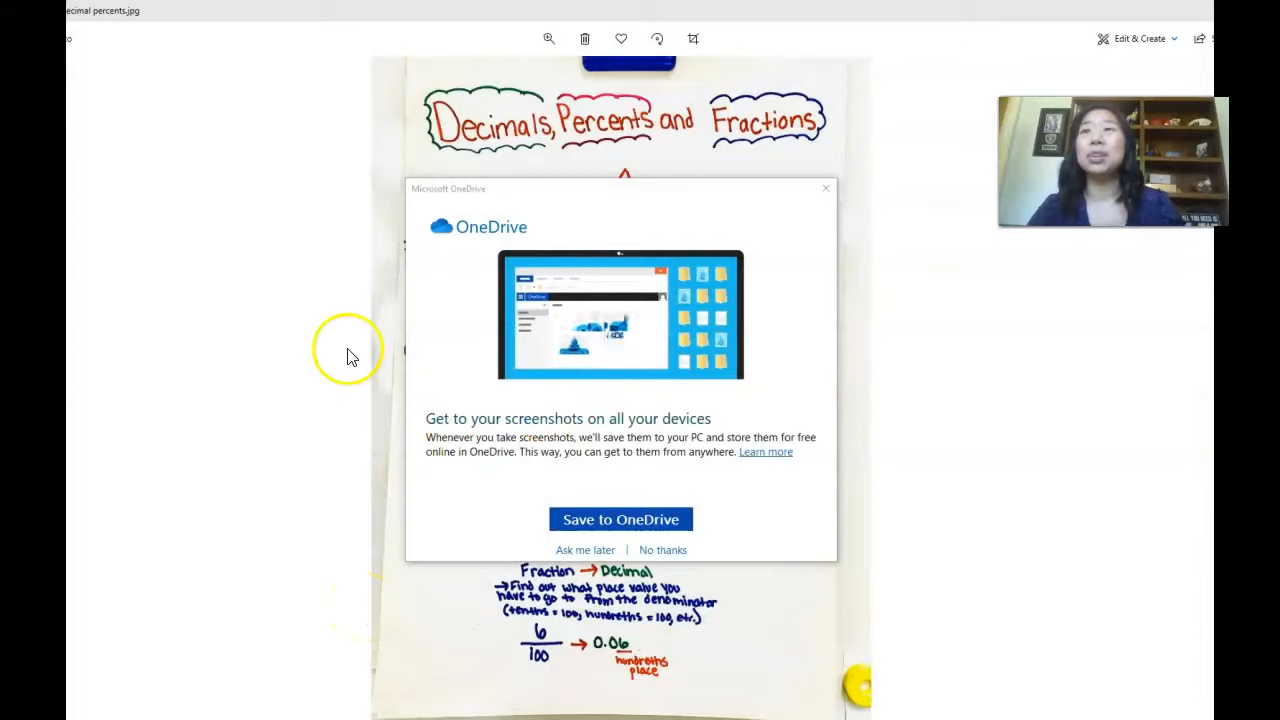 ecimal percents.jpg
Edit & Create
Decimals, Percents and Fractions
Microsoft OneDrive
OneDrive
OneDrive
Get to your screenshots on all your devices
Whenever you take screenshots, we'll save them to your PC and store them for free
online in OneDrive. This way, you can get to them from anywhere. Learn more
Save to OneDrive
Ask me later | No thanks
Fraction → Decimal
→Find out what place value you
have to go to from the denominator
(tenths = 100, hundreths = 100, etc.)
6
100
→ 0.06
hundreths
place